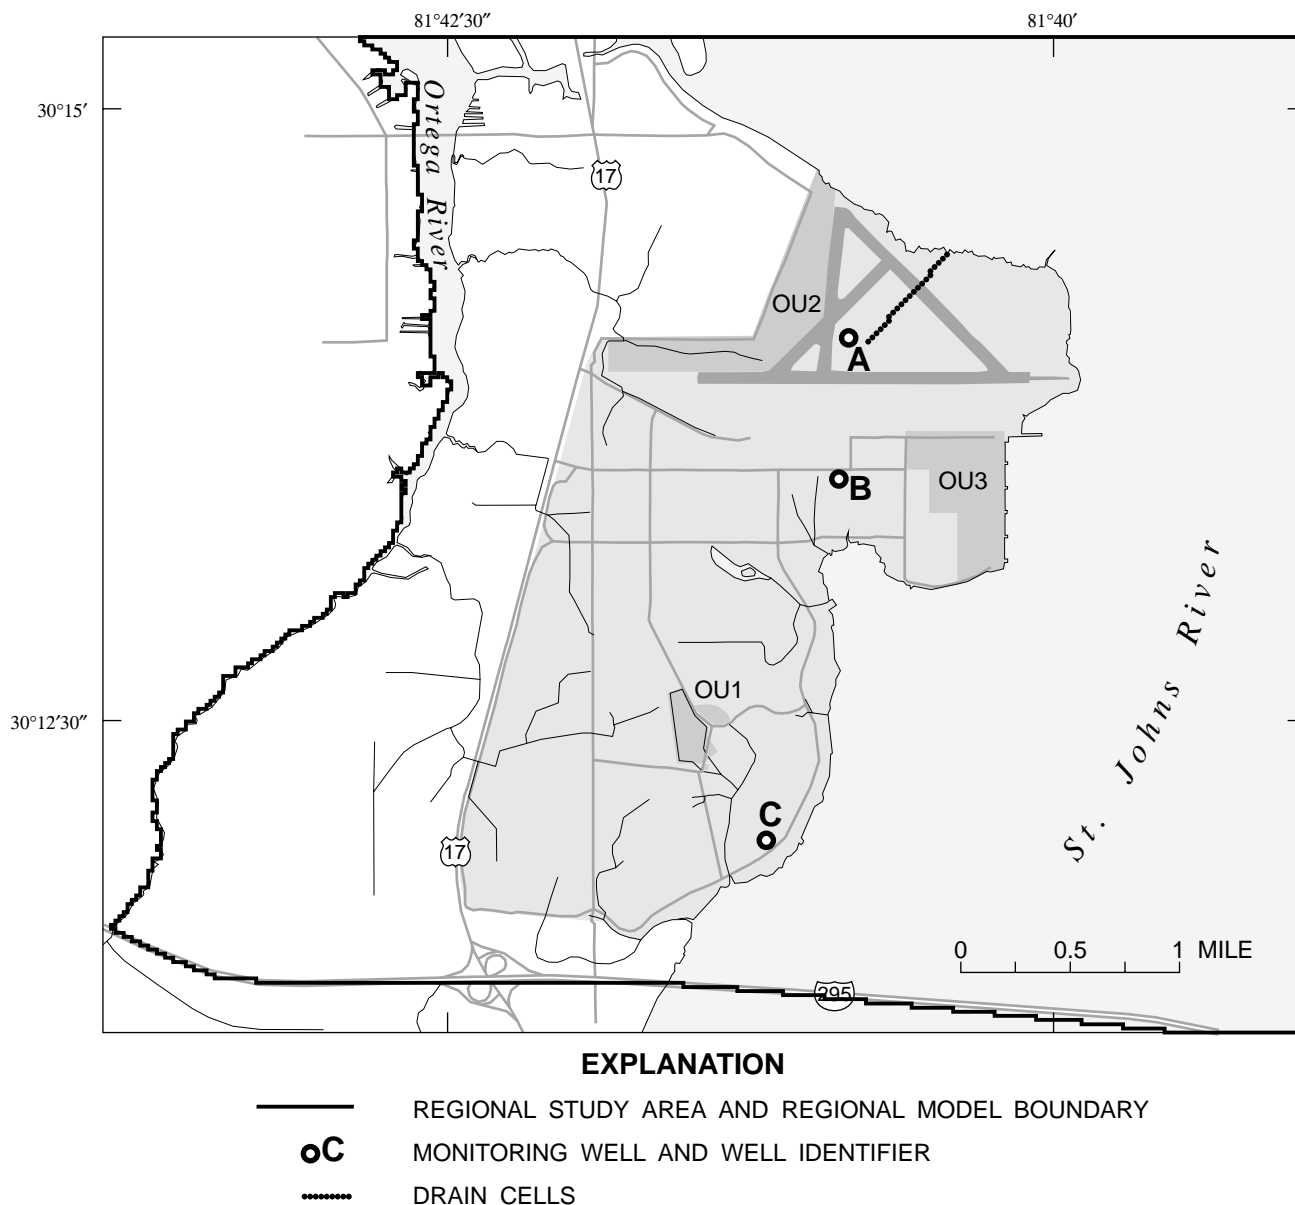 81°42′30″ 81°40′
30°15′
Ortega River
17
OU2
A
B
OU3
OU1
30°12′30″
St. Johns River
C
17
0 0.5 1 MILE
295
EXPLANATION
REGIONAL STUDY AREA AND REGIONAL MODEL BOUNDARY
C MONITORING WELL AND WELL IDENTIFIER
DRAIN CELLS